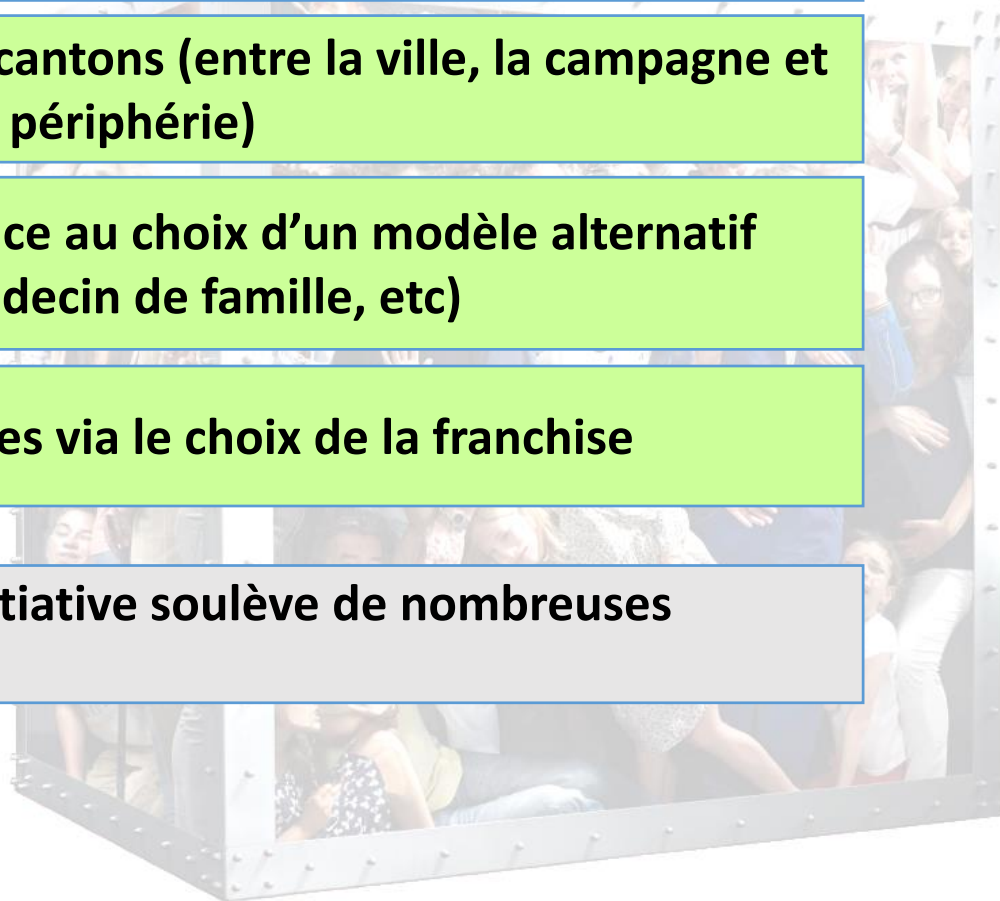 cantons (entre la ville, la campagne et
périphérie)
ce au choix d’un modèle alternatif
decin de famille, etc)
es via le choix de la franchise
tiative soulève de nombreuses